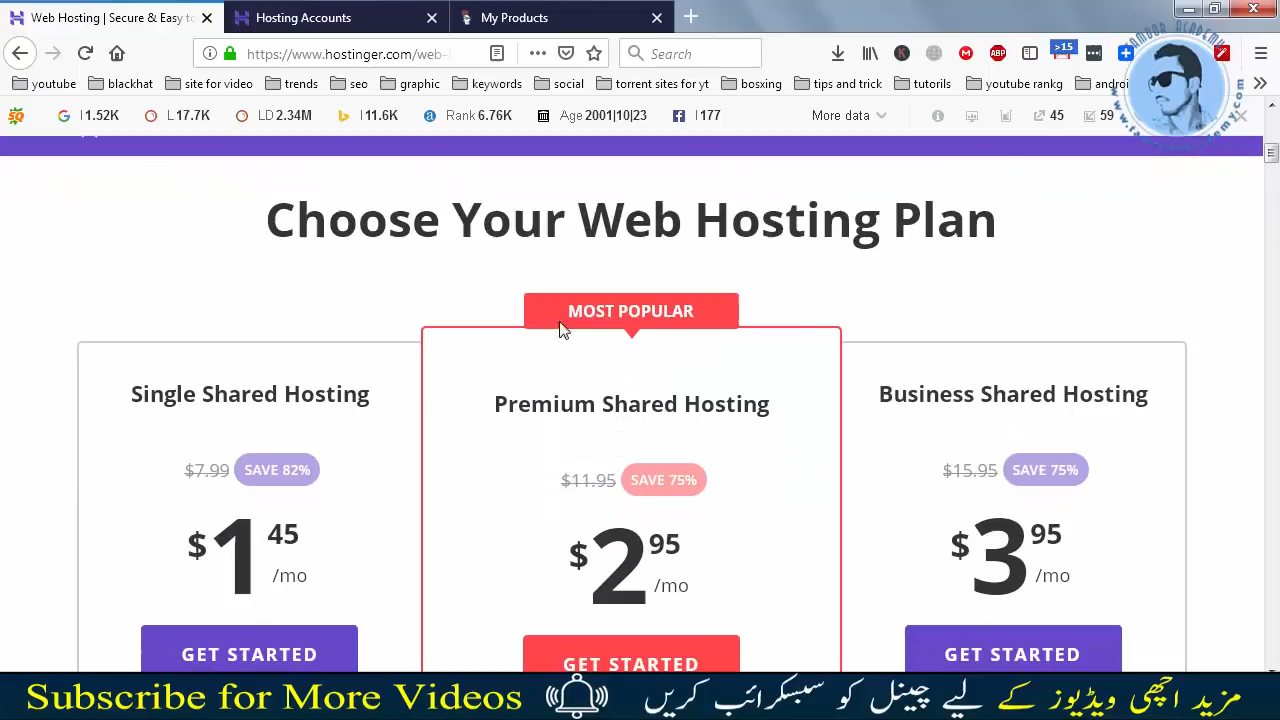 Web Hosting | Secure & Easy to
Hosting Accounts
My Products
https://www.hostinger.com/web-
Search
>15
ABP
youtube
blackhat
site for video
trends
seo
graphic
keywords
social
torrent sites for yt
bosxing
tips and trick
tutorils
youtube rankg
SQ
I 1.52K
L 17.7K
LD 2.34M
I 11.6K
Rank 6.76K
Age 2001|10|23
I 177
More data
45
59
Choose Your Web Hosting Plan
MOST POPULAR
Single Shared Hosting
$7.99 SAVE 82%
$1 45
/mo
GET STARTED
Premium Shared Hosting
$11.95 SAVE 75%
$2 95
/mo
GET STARTED
Business Shared Hosting
$15.95 SAVE 75%
$3 95
/mo
GET STARTED
Subscribe for More Videos
مزید اچھی ویڈیوز کے لیے چینل کو سبسکرائب کریں